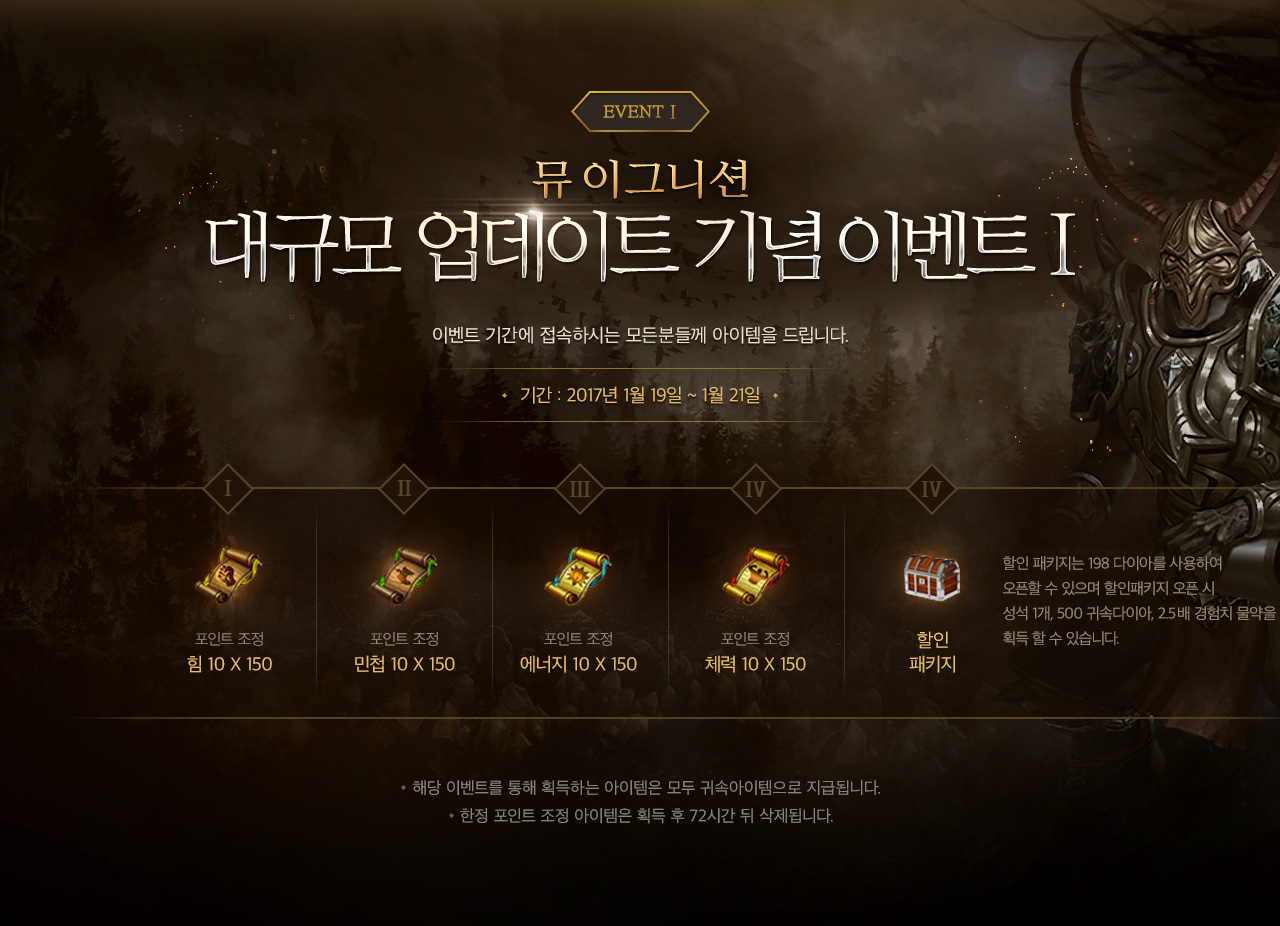 EVENT I
뮤 이그니션
대규모 업데이트 기념 이벤트 I
이벤트 기간에 접속하시는 모든분들께 아이템을 드립니다.
기간 : 2017년 1월 19일 ~ 1월 21일
I
II
III
IV
IV
포인트 조정
힘 10 X 150
포인트 조정
민첩 10 X 150
포인트 조정
에너지 10 X 150
포인트 조정
체력 10 X 150
할인
패키지
할인 패키지는 198 다이아를 사용하여
오픈할 수 있으며 할인패키지 오픈 시
성석 1개, 500 귀속다이아, 2.5배 경험치 물약을
획득 할 수 있습니다.
해당 이벤트를 통해 획득하는 아이템은 모두 귀속아이템으로 지급됩니다.
한정 포인트 조정 아이템은 획득 후 72시간 뒤 삭제됩니다.